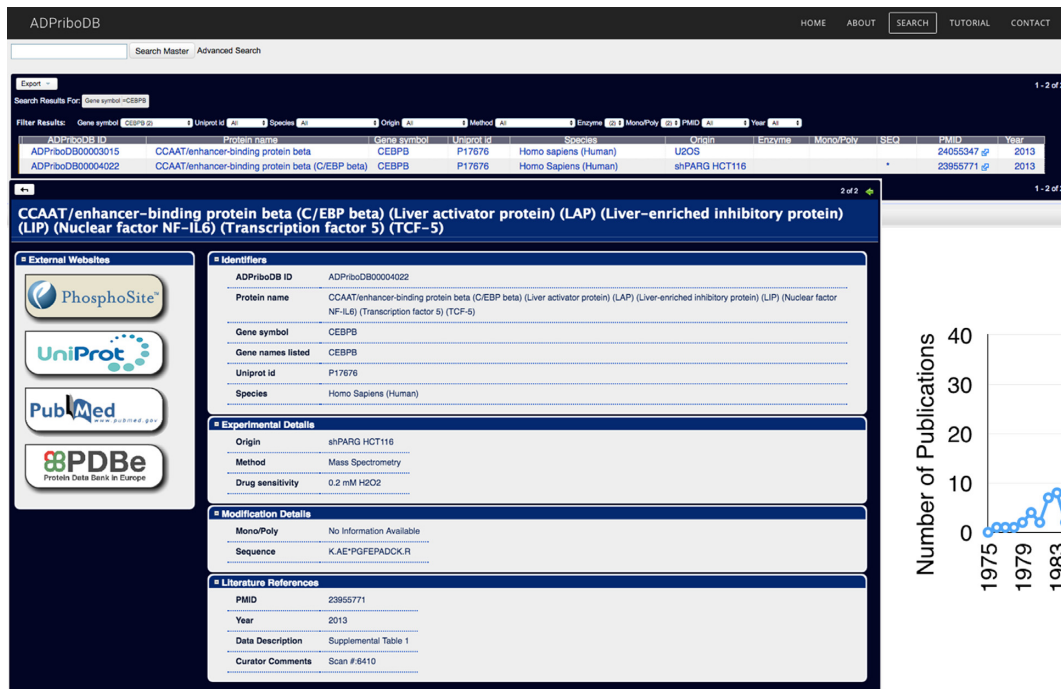 ADPriboDB HOME ABOUT SEARCH TUTORIAL CONTACT
Search Master Advanced Search
Export
1 - 2 of 2
Search Results For: Gene symbol =CEBPB
Filter Results: Gene symbol CEBPB (2) Uniprot id All Species All Origin All Method All Enzyme (2) Mono/Poly (2) PMID All Year All
ADPriboDB ID Protein name Gene symbol Uniprot id Species Origin Enzyme Mono/Poly SEQ PMID Year
ADPriboDB00003015 CCAAT/enhancer-binding protein beta CEBPB P17676 Homo sapiens (Human) U2OS 24055347 2013
ADPriboDB00004022 CCAAT/enhancer-binding protein beta (C/EBP beta) CEBPB P17676 Homo Sapiens (Human) shPARG HCT116 * 23955771 2013
2 of 2
1 - 2 of 2
CCAAT/enhancer-binding protein beta (C/EBP beta) (Liver activator protein) (LAP) (Liver-enriched inhibitory protein)
(LIP) (Nuclear factor NF-IL6) (Transcription factor 5) (TCF-5)
External Websites
PhosphoSite™
UniProt
PubMed
www.pubmed.gov
PDBe
Protein Data Bank in Europe
Identifiers
ADPriboDB ID ADPriboDB00004022
Protein name CCAAT/enhancer-binding protein beta (C/EBP beta) (Liver activator protein) (LAP) (Liver-enriched inhibitory protein) (LIP) (Nuclear factor
NF-IL6) (Transcription factor 5) (TCF-5)
Gene symbol CEBPB
Gene names listed CEBPB
Uniprot id P17676
Species Homo Sapiens (Human)
Experimental Details
Origin shPARG HCT116
Method Mass Spectrometry
Drug sensitivity 0.2 mM H2O2
Modification Details
Mono/Poly No Information Available
Sequence K.AE*PGFEPADCK.R
Literature References
PMID 23955771
Year 2013
Data Description Supplemental Table 1
Curator Comments Scan #:6410
Number of Publications
40
30
20
10
0
1975
1979
1983